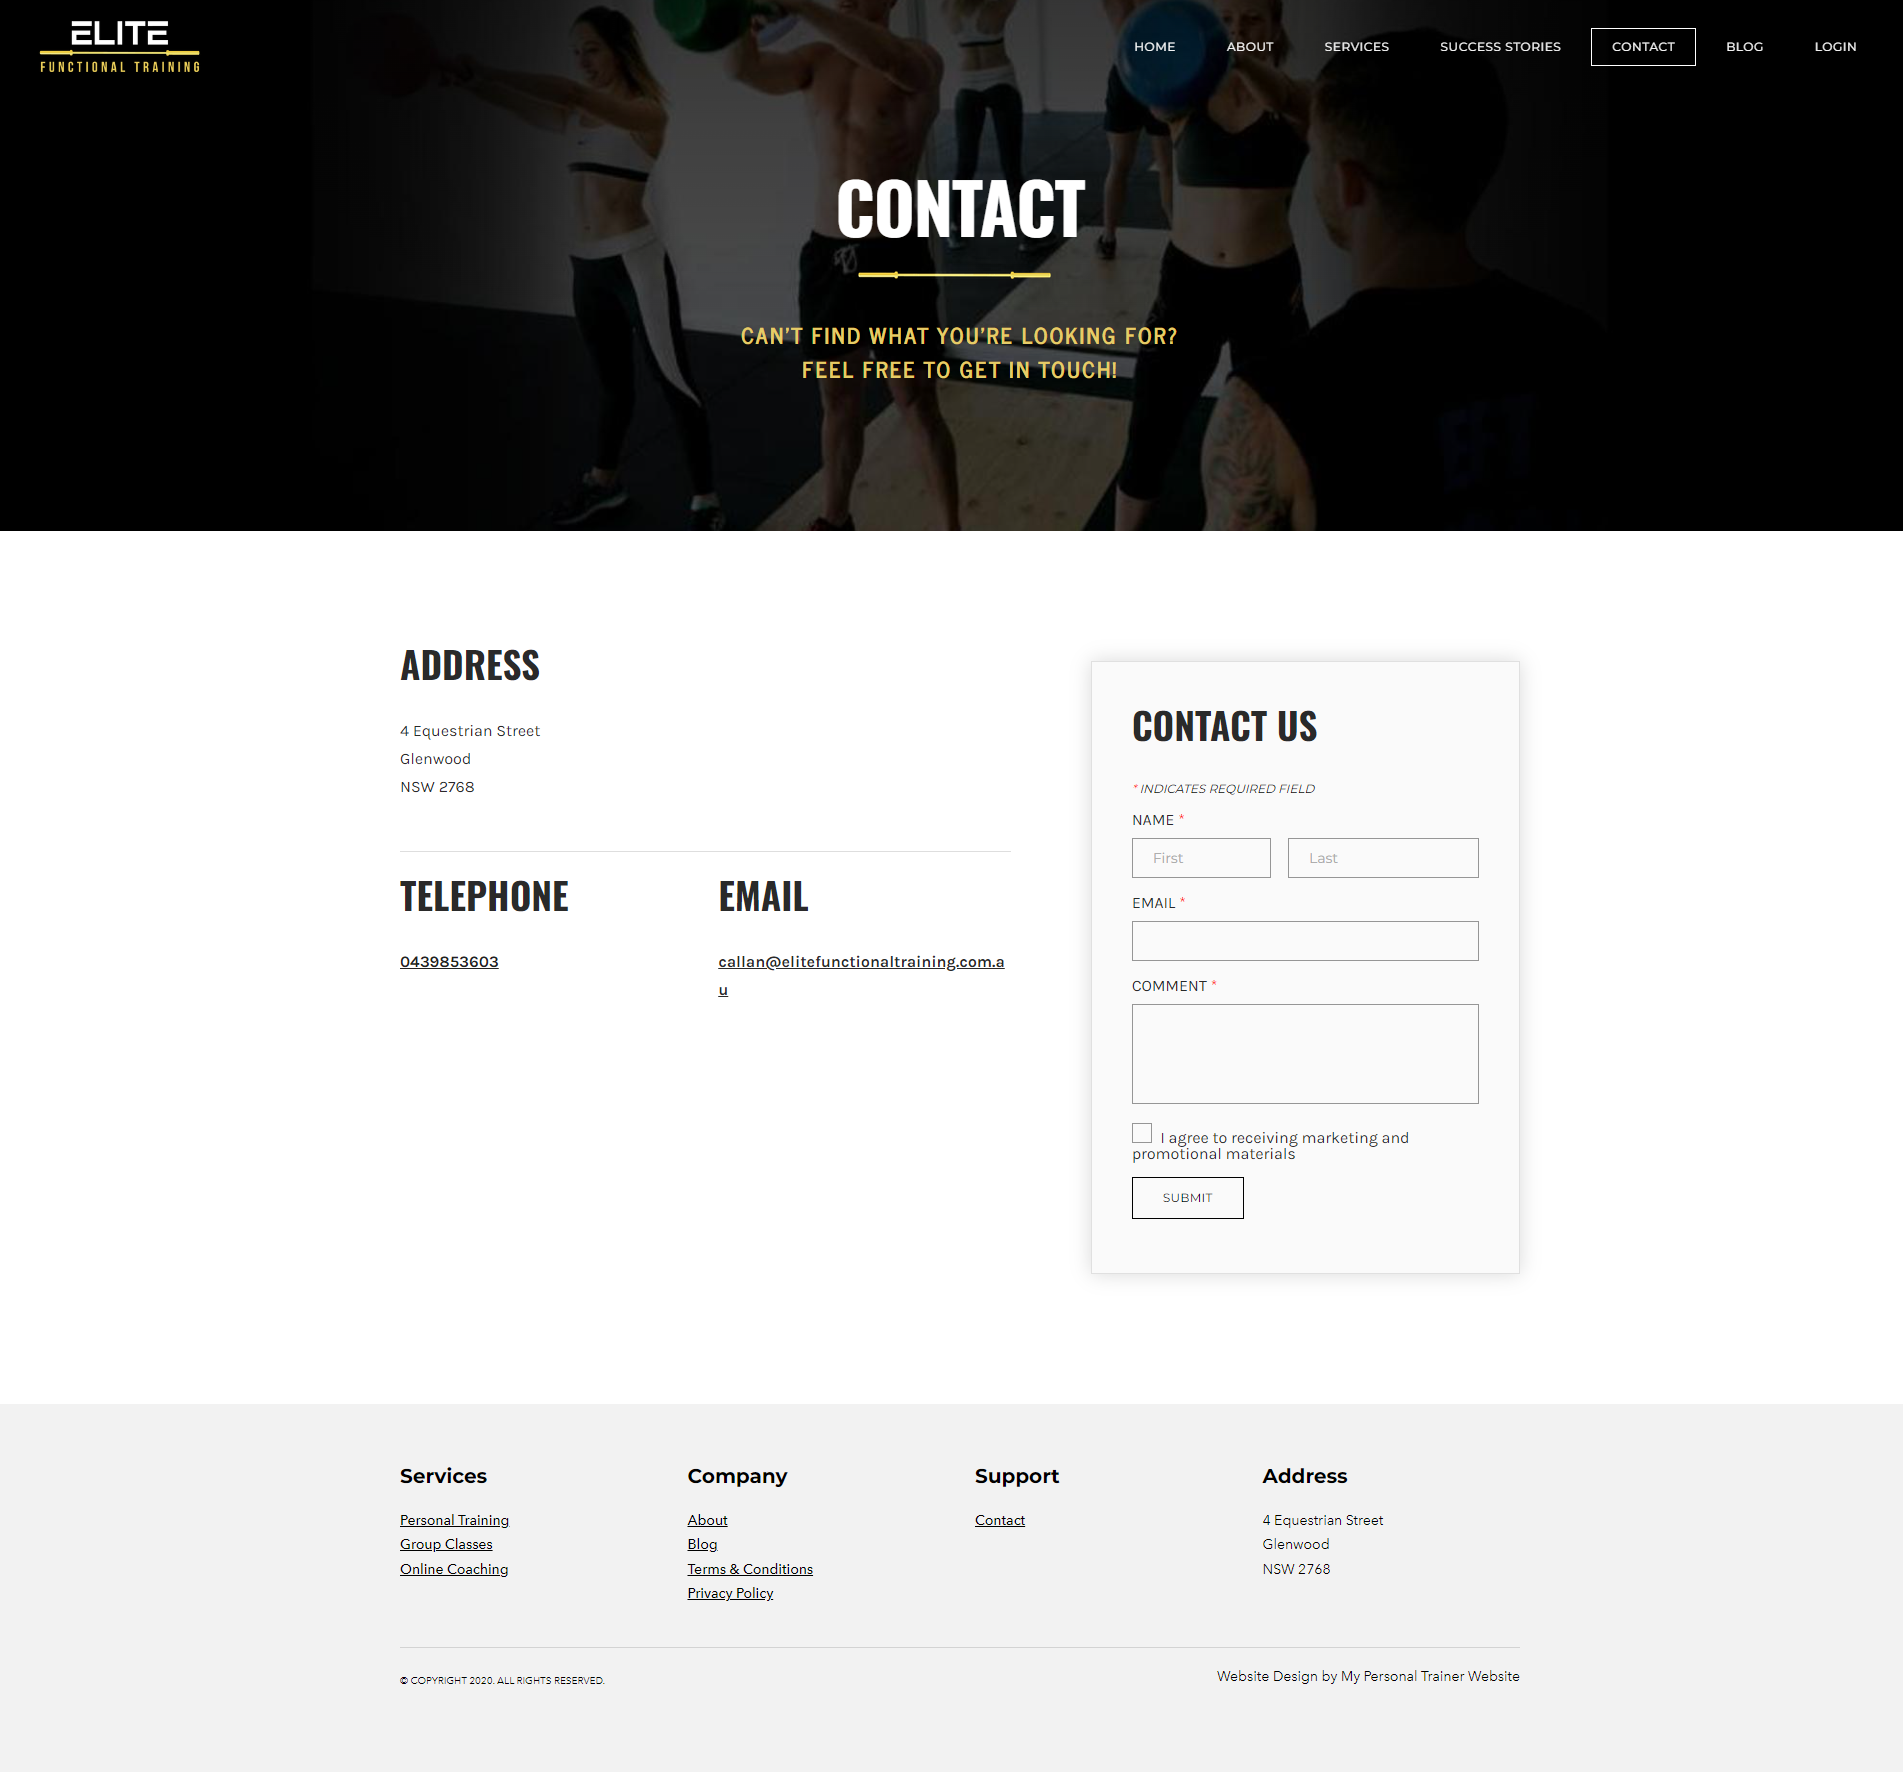 ELITE
FUNCTIONAL TRAINING
HOME ABOUT SERVICES SUCCESS STORIES CONTACT BLOG LOGIN
CONTACT
CAN'T FIND WHAT YOU'RE LOOKING FOR?
FEEL FREE TO GET IN TOUCH!
ADDRESS
4 Equestrian Street
Glenwood
NSW 2768
TELEPHONE
0439853603
EMAIL
callan@elitefunctionaltraining.com.a
u
CONTACT US
* INDICATES REQUIRED FIELD
NAME *
First Last
EMAIL *
COMMENT *
I agree to receiving marketing and
promotional materials
SUBMIT
Services
Personal Training
Group Classes
Online Coaching
Company
About
Blog
Terms & Conditions
Privacy Policy
Support
Contact
Address
4 Equestrian Street
Glenwood
NSW 2768
© COPYRIGHT 2020. ALL RIGHTS RESERVED.
Website Design by My Personal Trainer Website